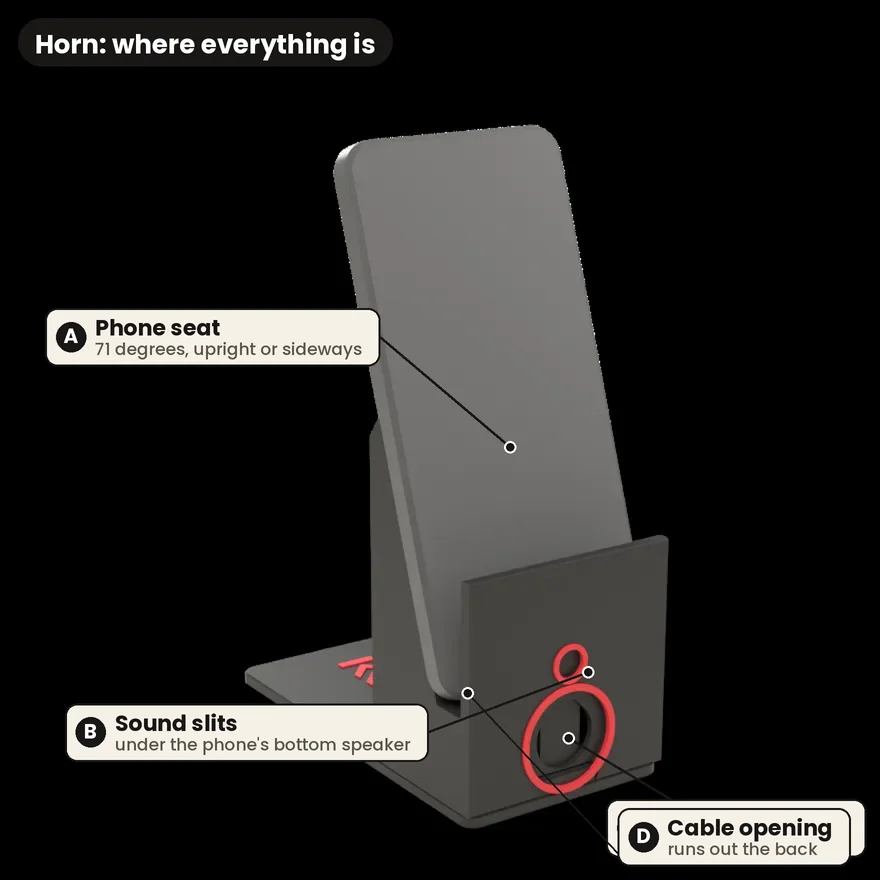 Horn: where everything is
A Phone seat
71 degrees, upright or sideways
B Sound slits
under the phone's bottom speaker
D Cable opening
runs out the back